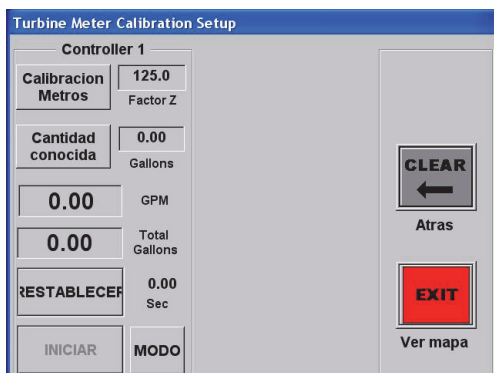 Turbine Meter Calibration Setup
Controller 1
Calibracion
Metros
125.0
Factor Z
Cantidad
conocida
0.00
Gallons
0.00
GPM
0.00
Total
Gallons
RESTABLECER
0.00
Sec
INICIAR
MODO
CLEAR
Atras
EXIT
Ver mapa